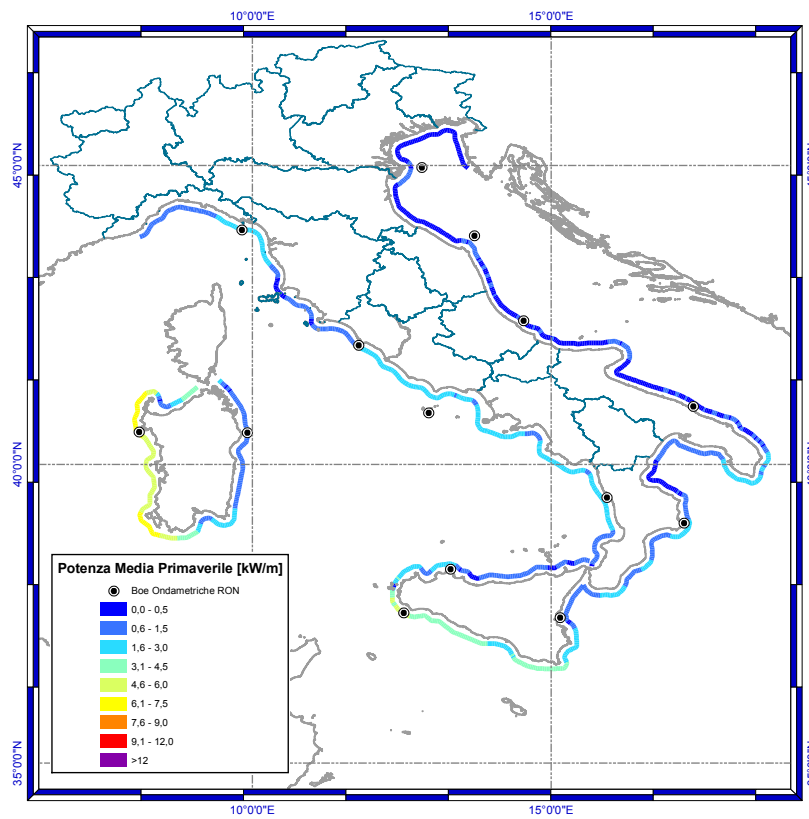 10°0'0"E 15°0'0"E
45°0'0"N
40°0'0"N
35°0'0"N
Potenza Media Primaverile [kW/m]
Boe Ondametriche RON
0,0 - 0,5
0,6 - 1,5
1,6 - 3,0
3,1 - 4,5
4,6 - 6,0
6,1 - 7,5
7,6 - 9,0
9,1 - 12,0
>12
10°0'0"E 15°0'0"E